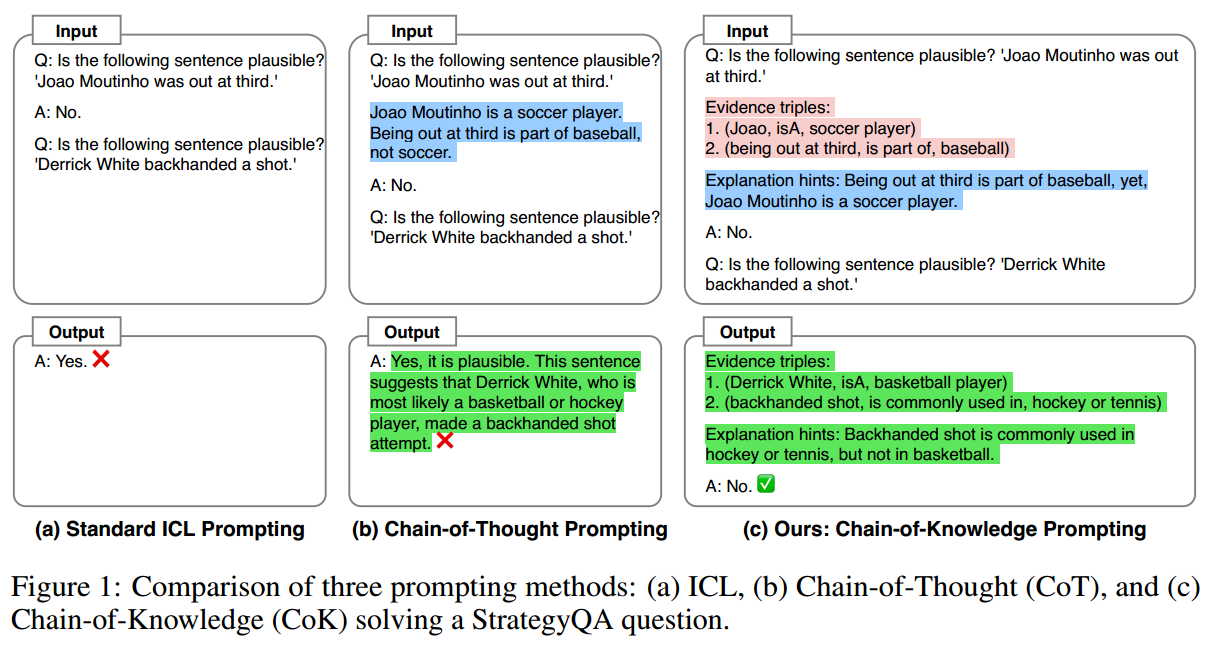 Input
Q: Is the following sentence plausible?
'Joao Moutinho was out at third.'
A: No.
Q: Is the following sentence plausible?
'Derrick White backhanded a shot.'
Output
A: Yes. ❌
(a) Standard ICL Prompting
Input
Q: Is the following sentence plausible?
'Joao Moutinho was out at third.'
Joao Moutinho is a soccer player.
Being out at third is part of baseball,
not soccer.
A: No.
Q: Is the following sentence plausible?
'Derrick White backhanded a shot.'
Output
A: Yes, it is plausible. This sentence
suggests that Derrick White, who is
most likely a basketball or hockey
player, made a backhanded shot
attempt. ❌
(b) Chain-of-Thought Prompting
Input
Q: Is the following sentence plausible? 'Joao Moutinho was out
at third.'
Evidence triples:
1. (Joao, isA, soccer player)
2. (being out at third, is part of, baseball)
Explanation hints: Being out at third is part of baseball, yet,
Joao Moutinho is a soccer player.
A: No.
Q: Is the following sentence plausible? 'Derrick White
backhanded a shot.'
Output
Evidence triples:
1. (Derrick White, isA, basketball player)
2. (backhanded shot, is commonly used in, hockey or tennis)
Explanation hints: Backhanded shot is commonly used in
hockey or tennis, but not in basketball.
A: No. ✅
(c) Ours: Chain-of-Knowledge Prompting
Figure 1: Comparison of three prompting methods: (a) ICL, (b) Chain-of-Thought (CoT), and (c)
Chain-of-Knowledge (CoK) solving a StrategyQA question.